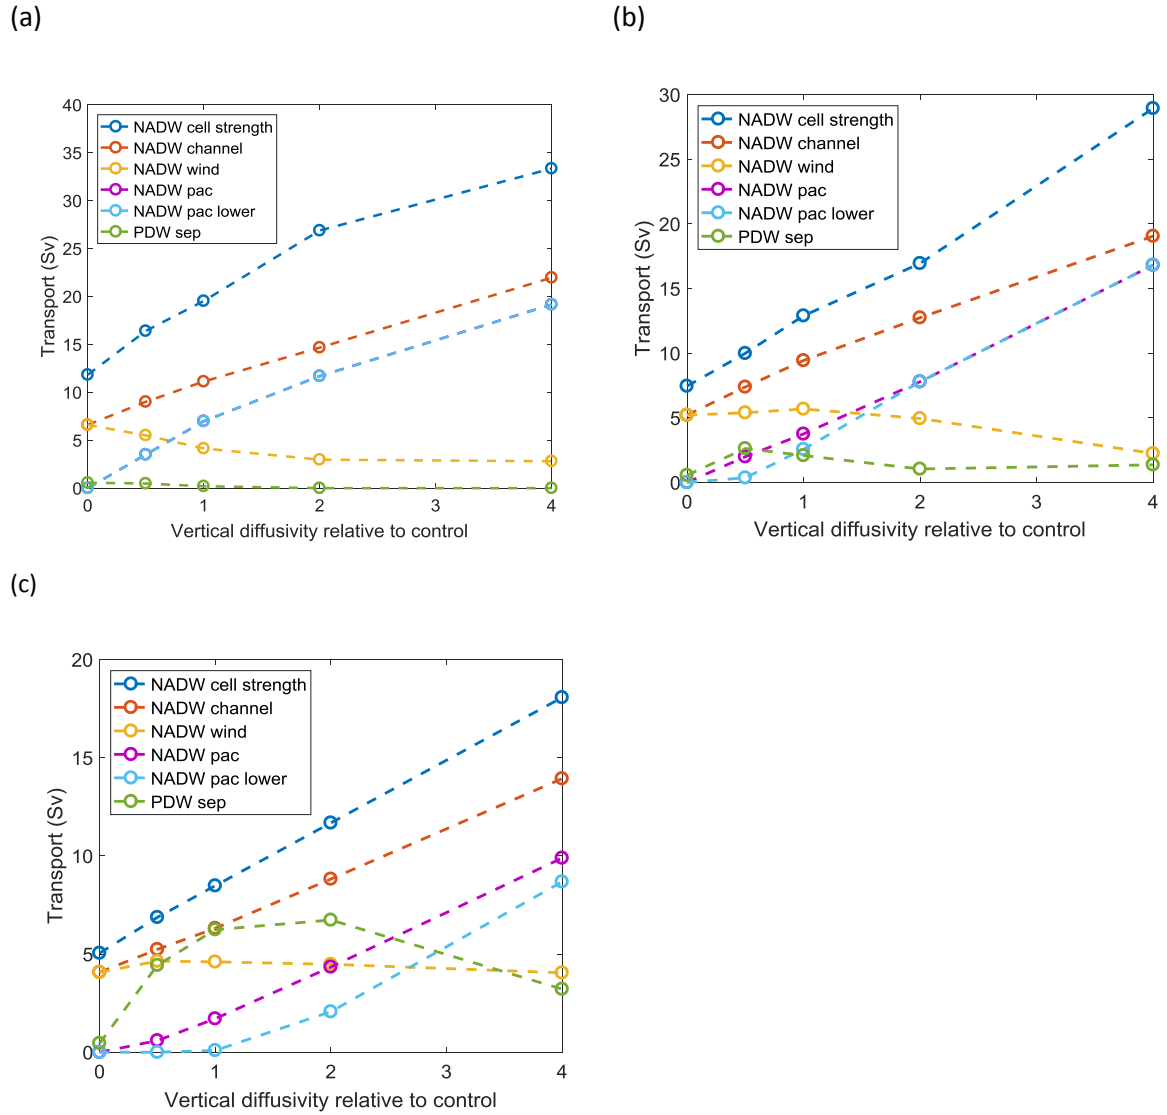 (a)
(b)
40
35
30
25
20
15
10
5
0
NADW cell strength
NADW channel
NADW wind
NADW pac
NADW pac lower
PDW sep
Transport (Sv)
0 1 2 3 4
Vertical diffusivity relative to control
30
25
20
15
10
5
0
NADW cell strength
NADW channel
NADW wind
NADW pac
NADW pac lower
PDW sep
Transport (Sv)
0 1 2 3 4
Vertical diffusivity relative to control
(c)
20
15
10
5
0
NADW cell strength
NADW channel
NADW wind
NADW pac
NADW pac lower
PDW sep
Transport (Sv)
0 1 2 3 4
Vertical diffusivity relative to control